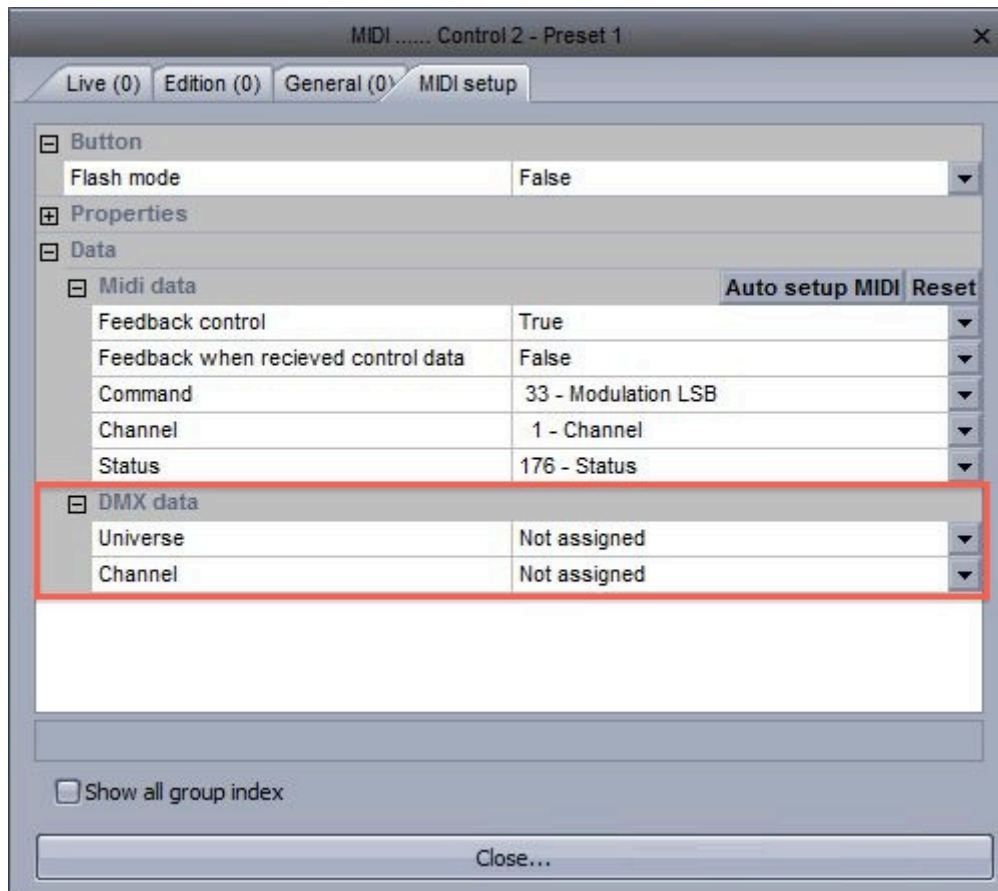 MIDI ...... Control 2 - Preset 1
Live (0) Edition (0) General (0) MIDI setup
Button
Flash mode False
Properties
Data
Midi data Auto setup MIDI Reset
Feedback control True
Feedback when recieved control data False
Command 33 - Modulation LSB
Channel 1 - Channel
Status 176 - Status
DMX data
Universe Not assigned
Channel Not assigned
Show all group index
Close...